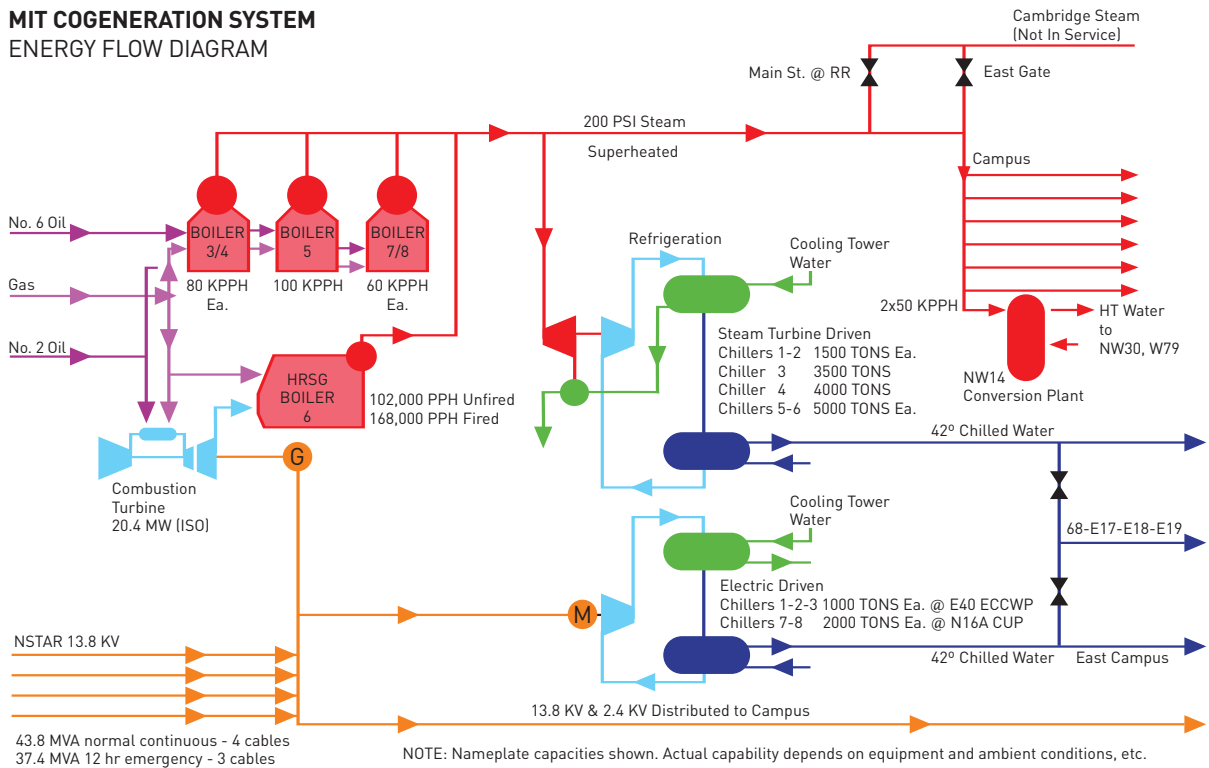 MIT COGENERATION SYSTEM
ENERGY FLOW DIAGRAM
Cambridge Steam
(Not In Service)
Main St. @ RR
East Gate
200 PSI Steam
Superheated
Campus
No. 6 Oil
BOILER
3/4
BOILER
5
BOILER
7/8
80 KPPH
Ea.
100 KPPH
60 KPPH
Ea.
Gas
No. 2 Oil
HRSG
BOILER
6
102,000 PPH Unfired
168,000 PPH Fired
Refrigeration
Cooling Tower
Water
2x50 KPPH
HT Water
to
NW30, W79
NW14
Conversion Plant
Steam Turbine Driven
Chillers 1-2 1500 TONS Ea.
Chiller 3 3500 TONS
Chiller 4 4000 TONS
Chillers 5-6 5000 TONS Ea.
42º Chilled Water
G
Combustion
Turbine
20.4 MW (ISO)
Cooling Tower
Water
68-E17-E18-E19
M
Electric Driven
Chillers 1-2-3 1000 TONS Ea. @ E40 ECCWP
Chillers 7-8 2000 TONS Ea. @ N16A CUP
NSTAR 13.8 KV
42º Chilled Water
East Campus
13.8 KV & 2.4 KV Distributed to Campus
43.8 MVA normal continuous - 4 cables
37.4 MVA 12 hr emergency - 3 cables
NOTE: Nameplate capacities shown. Actual capability depends on equipment and ambient conditions, etc.